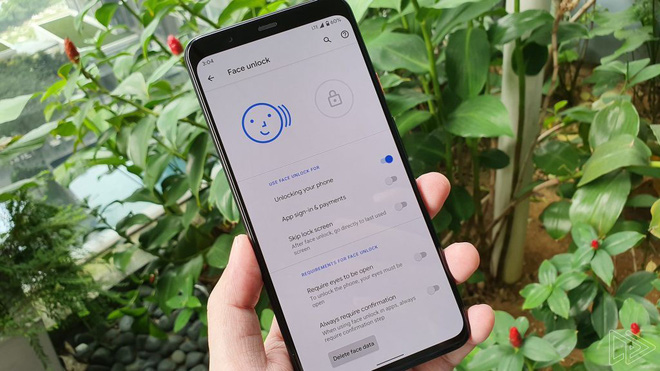 3:04
LTE 60%
Face unlock
USE FACE UNLOCK FOR
Unlocking your phone
App sign-in & payments
Skip lock screen
After face unlock, go directly to last used
screen
REQUIREMENTS FOR FACE UNLOCK
Require eyes to be open
To unlock the phone, your eyes must be
open
Always require confirmation
When using face unlock in apps, always
require confirmation step
Delete face data